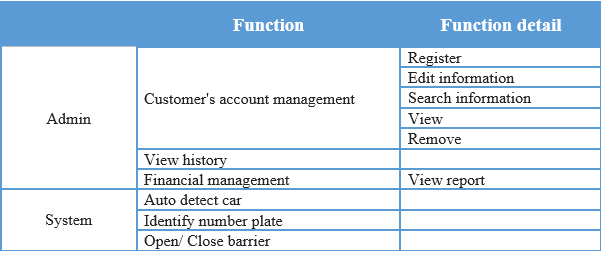 Function Function detail
Register
Edit information
Customer's account management Search information
Admin View
Remove
View history
Financial management View report
Auto detect car
System Identify number plate
Open/ Close barrier